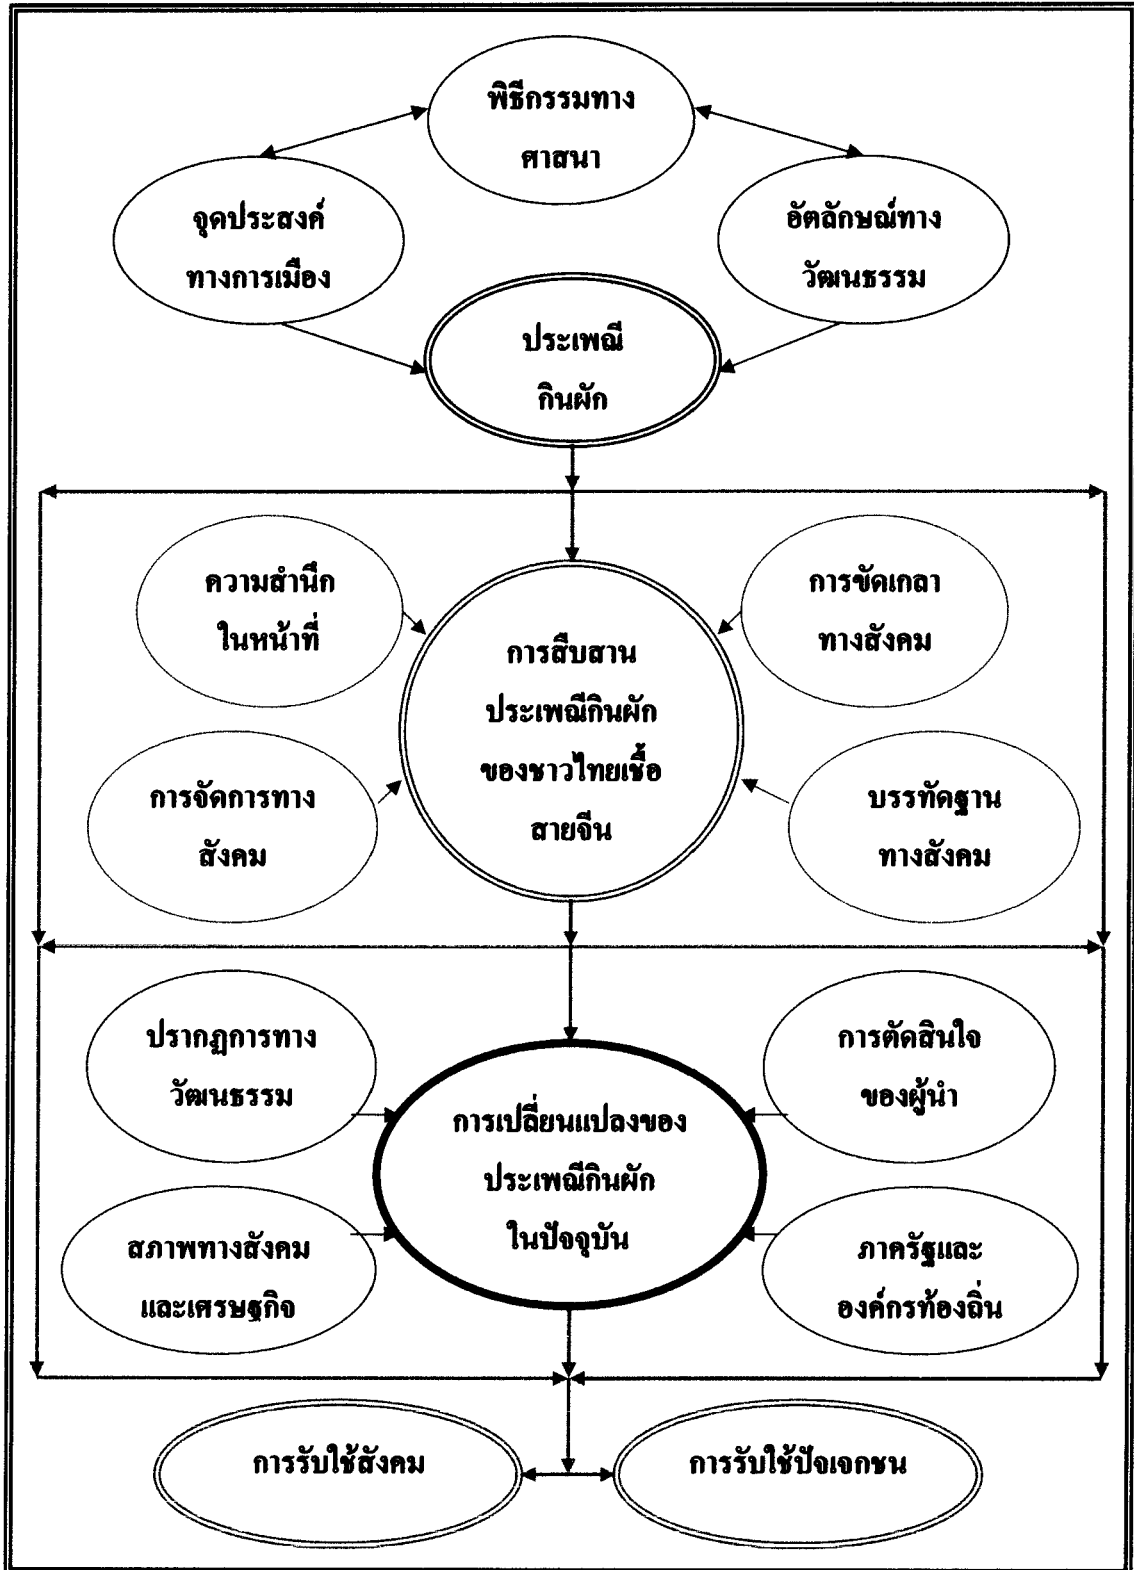 พิธีกรรมทาง
ศาสนา
จุดประสงค์
ทางการเมือง
อัตลักษณ์ทาง
วัฒนธรรม
ประเพณี
กินผัก
ความสำนึก
ในหน้าที่
การขัดเกลา
ทางสังคม
การสืบสาน
ประเพณีกินผัก
ของชาวไทยเชื้อ
สายจีน
การจัดการทาง
สังคม
บรรทัดฐาน
ทางสังคม
ปรากฏการทาง
วัฒนธรรม
การตัดสินใจ
ของผู้นำ
การเปลี่ยนแปลงของ
ประเพณีกินผัก
ในปัจจุบัน
สภาพทางสังคม
และเศรษฐกิจ
ภาครัฐและ
องค์กรท้องถิ่น
การรับใช้สังคม
การรับใช้ปัจเจกชน